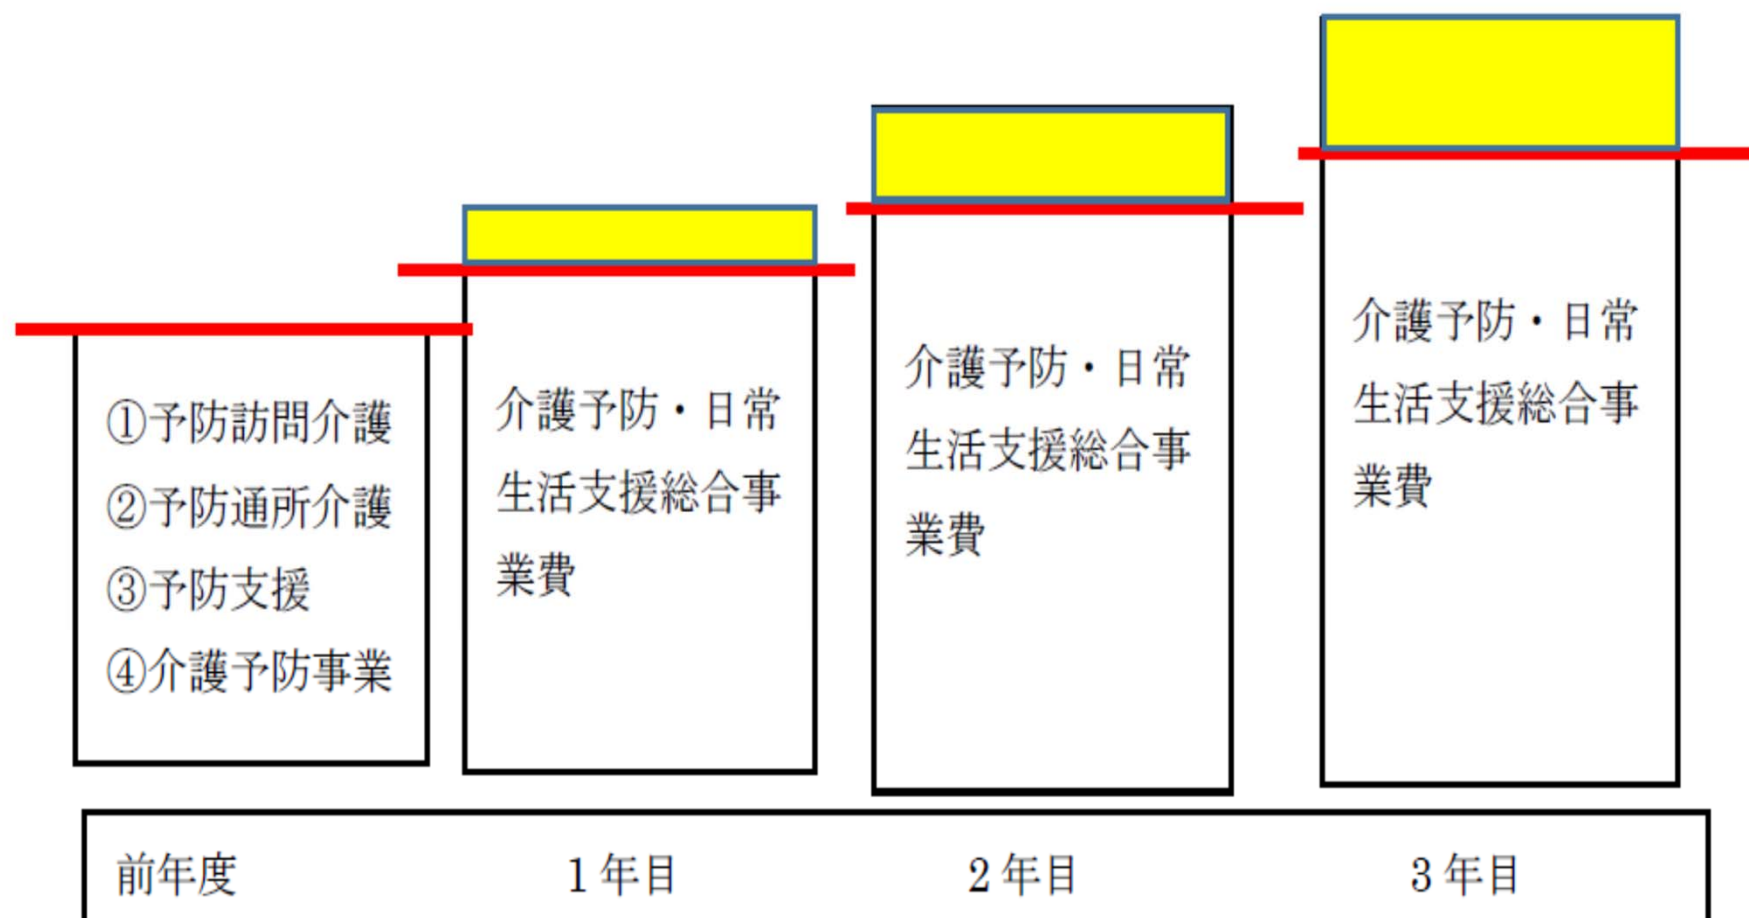 ①予防訪問介護
②予防通所介護
③予防支援
④介護予防事業
介護予防・日常
生活支援総合事
業費
介護予防・日常
生活支援総合事
業費
介護予防・日常
生活支援総合事
業費
前年度 1年目 2年目 3年目